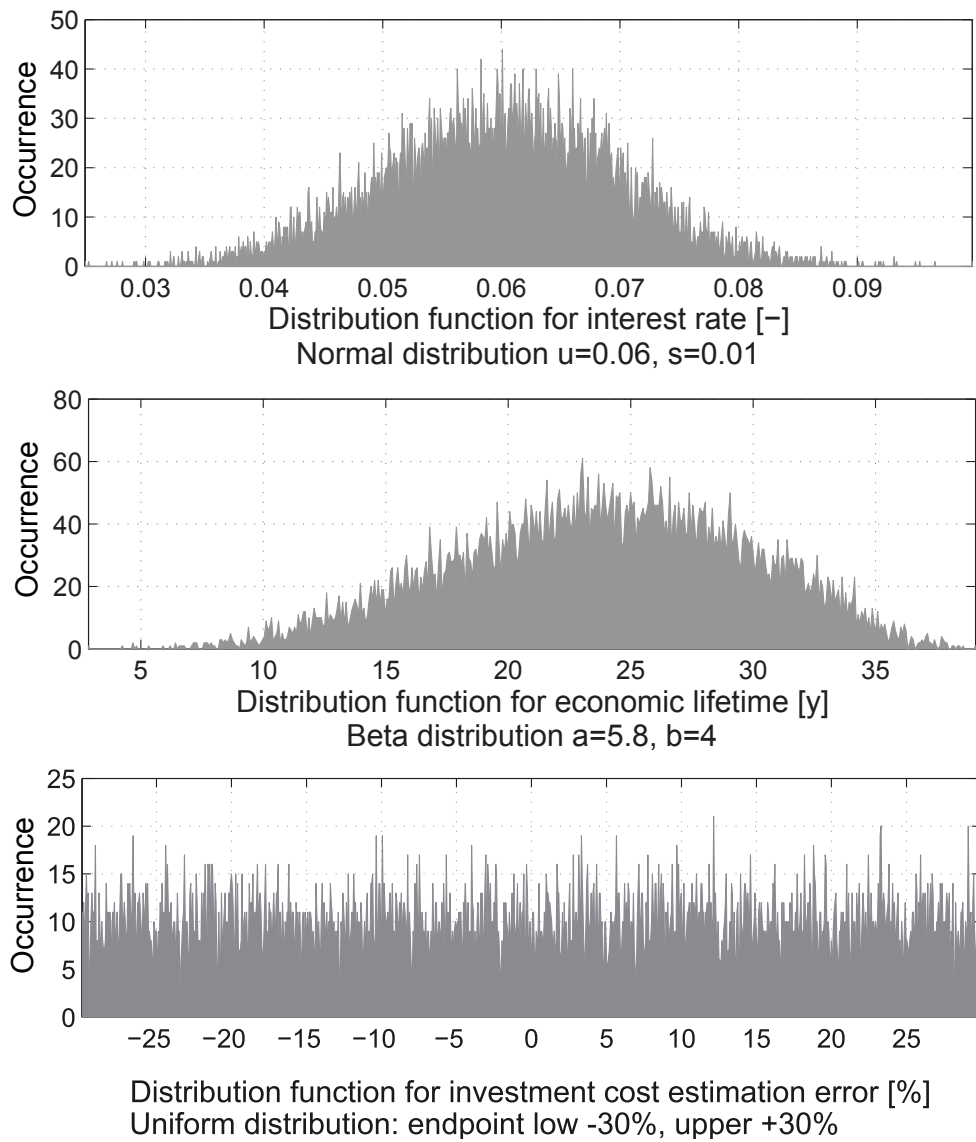 50
40
30
20
10
0
Occurrence
0.03 0.04 0.05 0.06 0.07 0.08 0.09
Distribution function for interest rate [−]
Normal distribution u=0.06, s=0.01
80
60
40
20
0
Occurrence
5 10 15 20 25 30 35
Distribution function for economic lifetime [y]
Beta distribution a=5.8, b=4
25
20
15
10
5
0
Occurrence
−25 −20 −15 −10 −5 0 5 10 15 20 25
Distribution function for investment cost estimation error [%]
Uniform distribution: endpoint low -30%, upper +30%